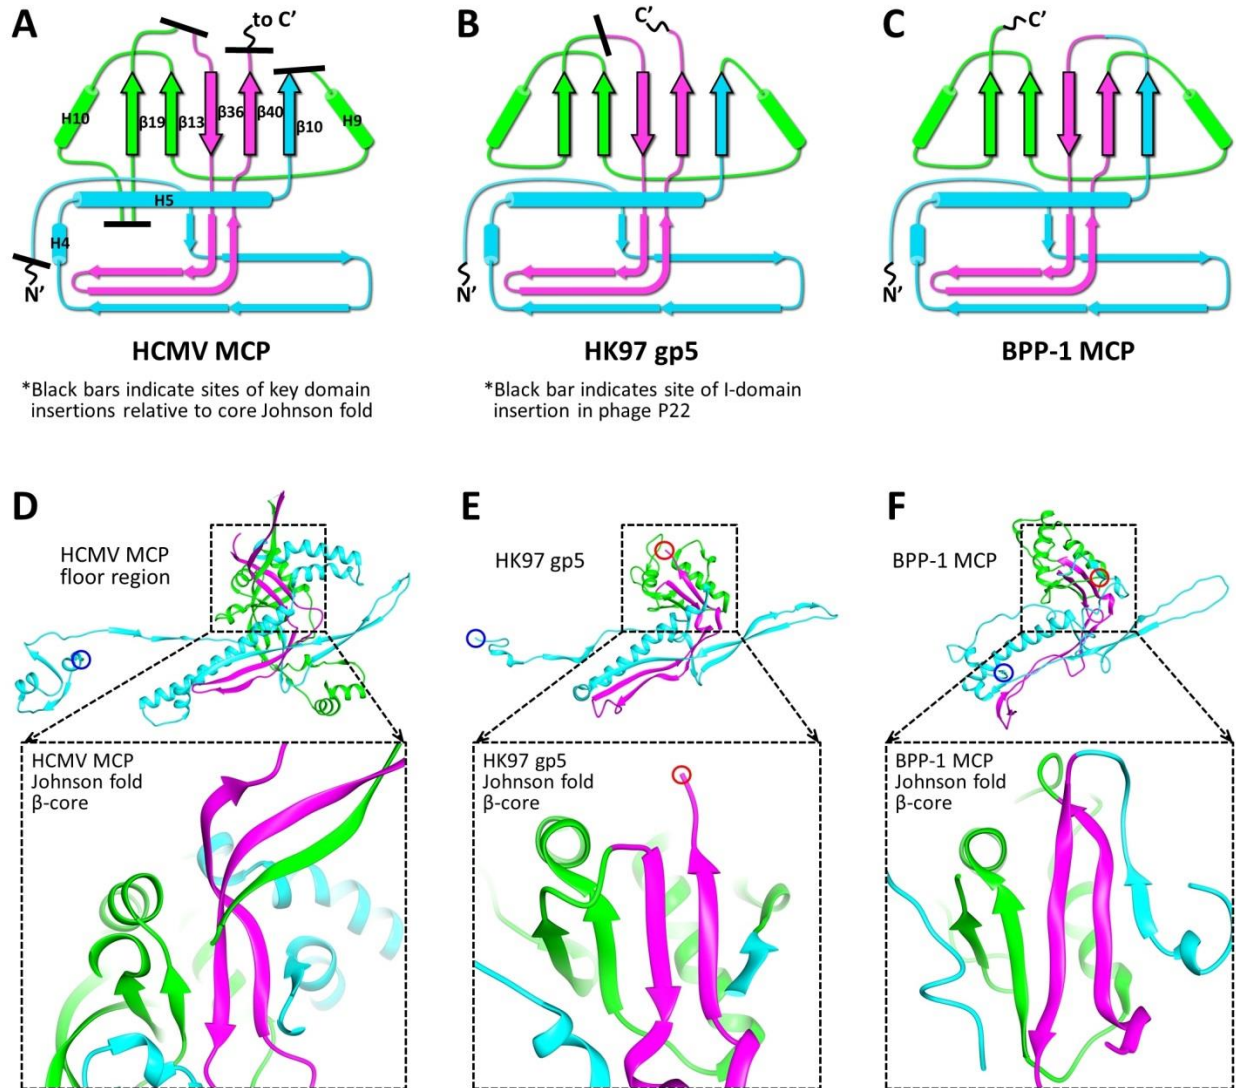 A
to C’
H10
β19
β13
β36
β40
β10
H9
H5
H4
N’
HCMV MCP
*Black bars indicate sites of key domain
insertions relative to core Johnson fold
B
C’
N’
HK97 gp5
*Black bar indicates site of I-domain
insertion in phage P22
C
C’
N’
BPP-1 MCP
D
HCMV MCP
floor region
HCMV MCP
Johnson fold
β-core
E
HK97 gp5
HK97 gp5
Johnson fold
β-core
F
BPP-1 MCP
BPP-1 MCP
Johnson fold
β-core